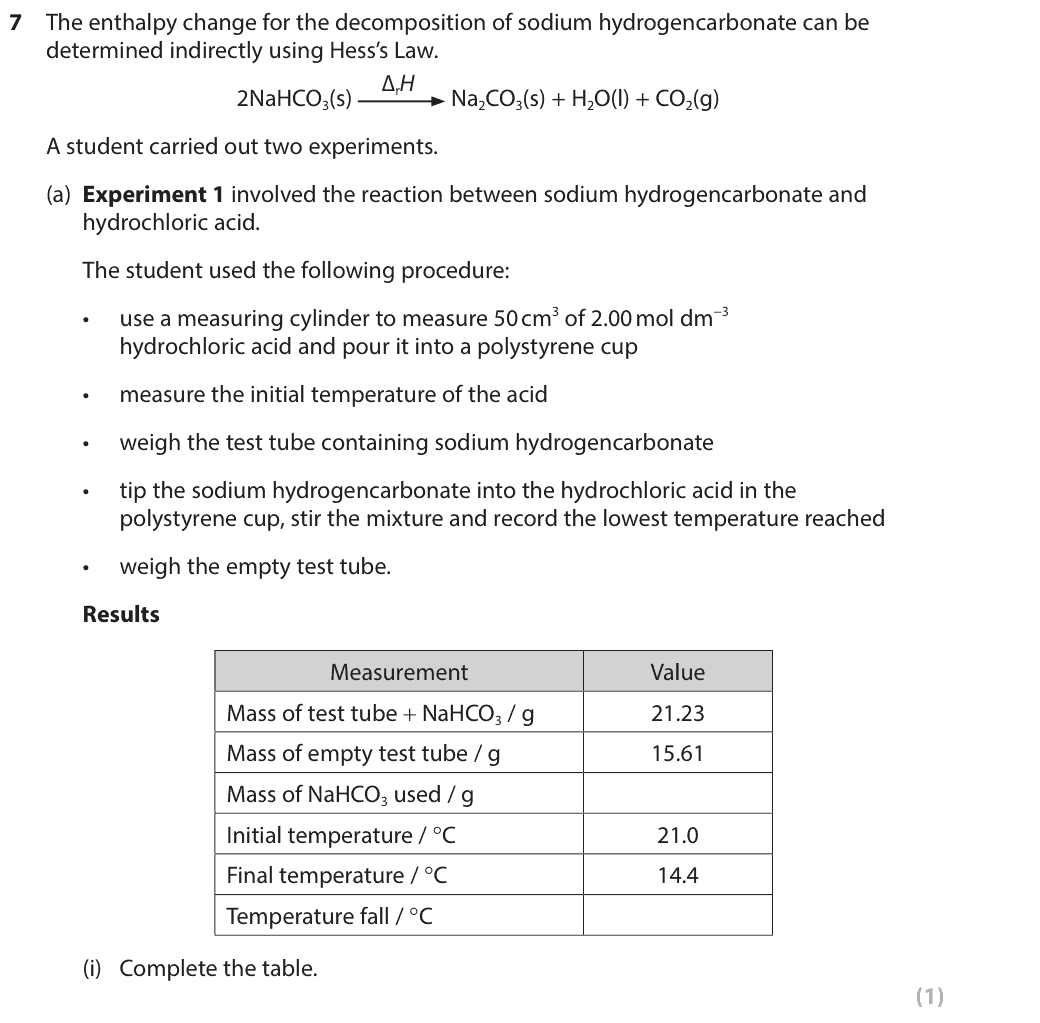 7 The enthalpy change for the decomposition of sodium hydrogencarbonate can be
determined indirectly using Hess’s Law.
ΔᵣH
2NaHCO₃(s) ⟶ Na₂CO₃(s) + H₂O(l) + CO₂(g)
A student carried out two experiments.
(a) Experiment 1 involved the reaction between sodium hydrogencarbonate and
hydrochloric acid.
The student used the following procedure:
• use a measuring cylinder to measure 50 cm³ of 2.00 mol dm⁻³
hydrochloric acid and pour it into a polystyrene cup
• measure the initial temperature of the acid
• weigh the test tube containing sodium hydrogencarbonate
• tip the sodium hydrogencarbonate into the hydrochloric acid in the
polystyrene cup, stir the mixture and record the lowest temperature reached
• weigh the empty test tube.
Results
Measurement Value
Mass of test tube + NaHCO₃ / g 21.23
Mass of empty test tube / g 15.61
Mass of NaHCO₃ used / g
Initial temperature / °C 21.0
Final temperature / °C 14.4
Temperature fall / °C
(i) Complete the table.
(1)